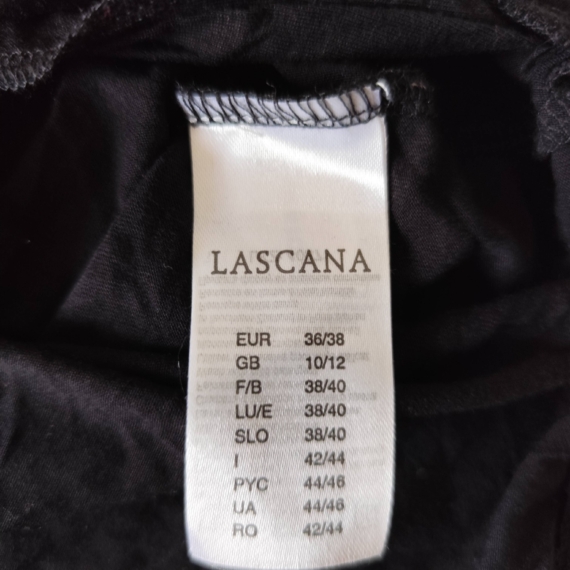 LASCANA
EUR 36/38
GB 10/12
F/B 38/40
LU/E 38/40
SLO 38/40
I 42/44
РУС 44/46
UA 44/46
RO 42/44